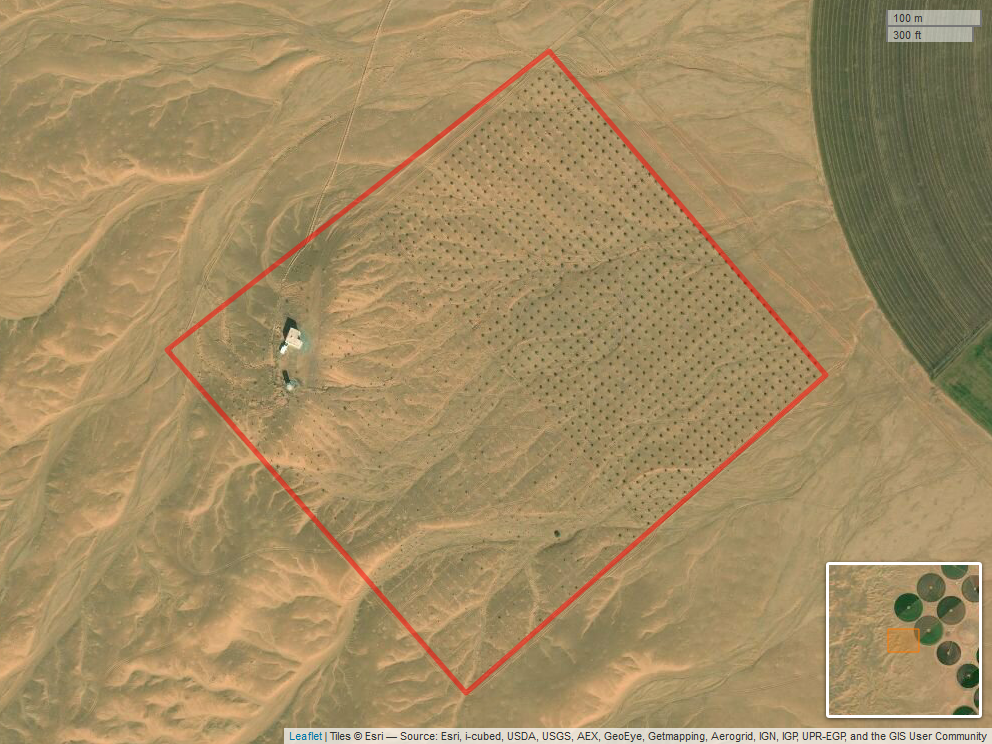 100 m
300 ft
Leaflet | Tiles © Esri — Source: Esri, i-cubed, USDA, USGS, AEX, GeoEye, Getmapping, Aerogrid, IGN, IGP, UPR-EGP, and the GIS User Community